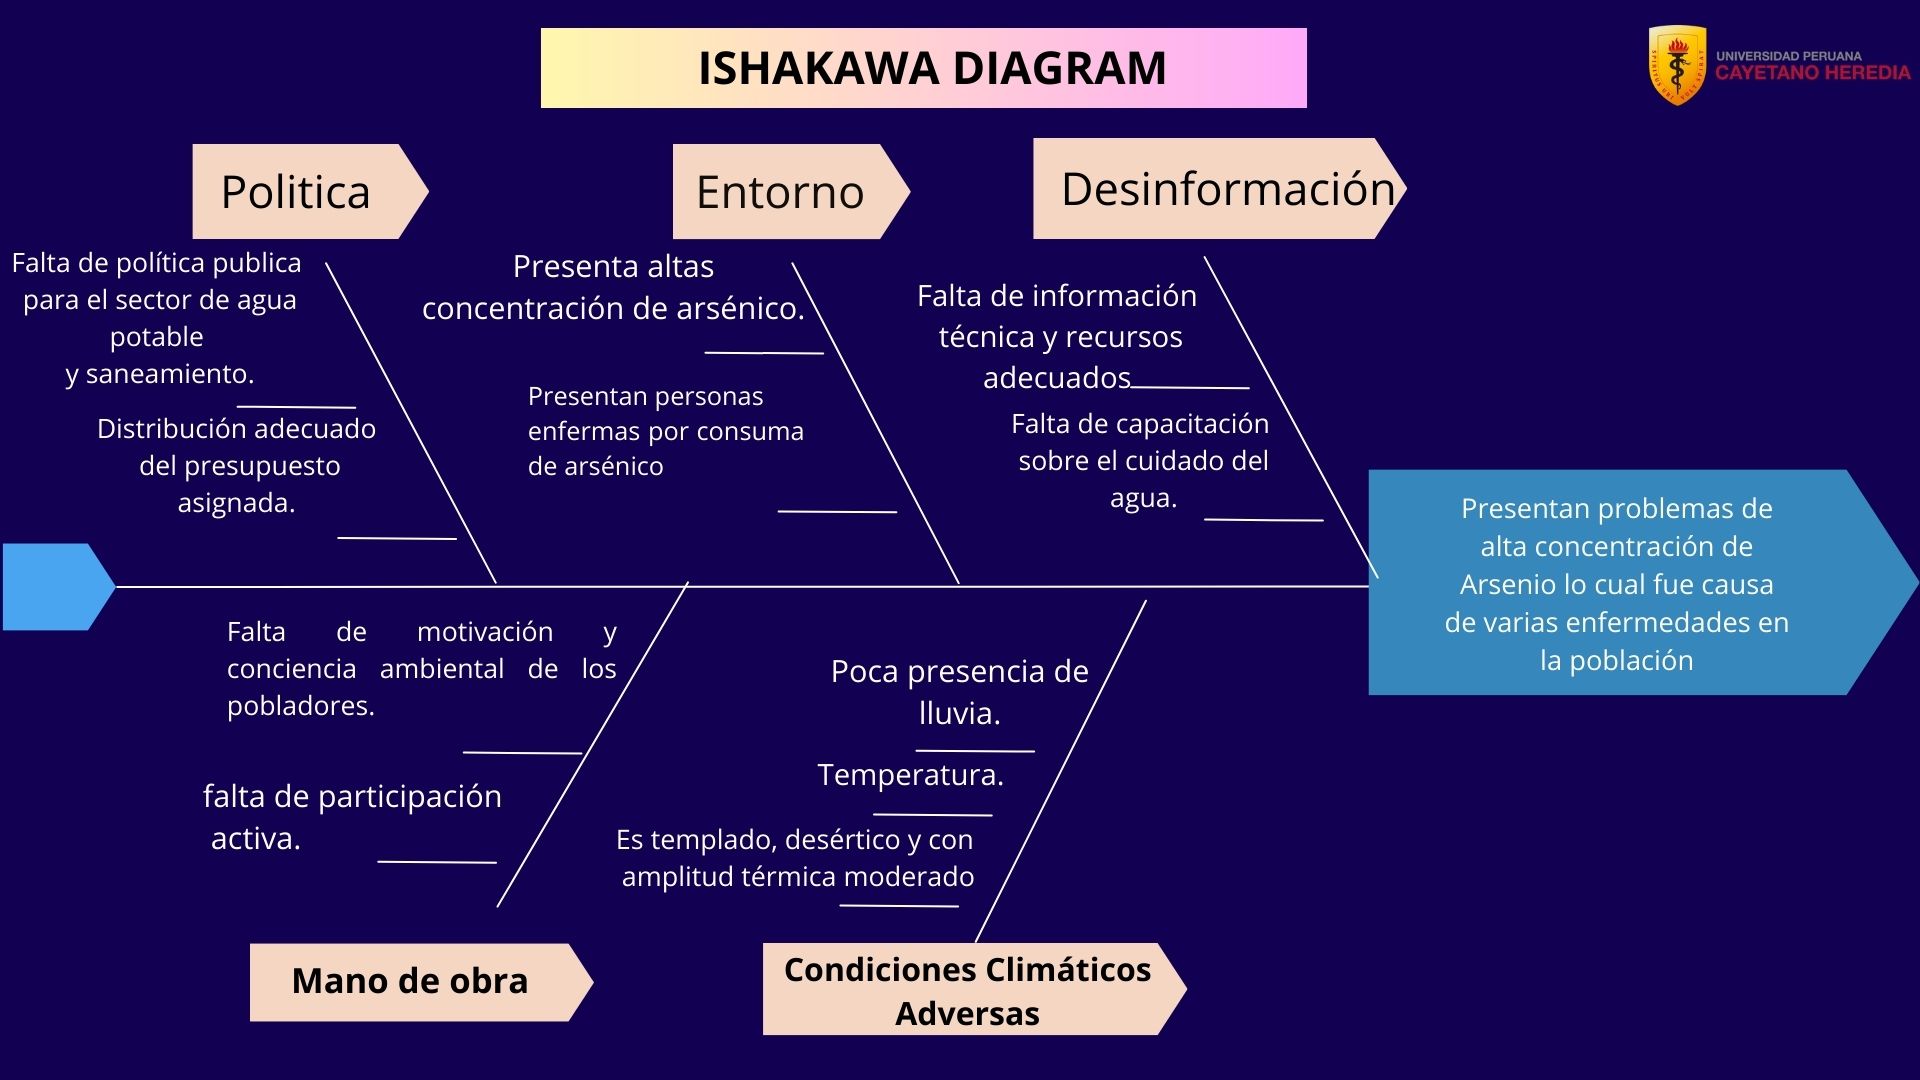 ISHAKAWA DIAGRAM
UNIVERSIDAD PERUANA
CAYETANO HEREDIA
Politica
Entorno
Desinformación
Falta de política publica
para el sector de agua
potable
y saneamiento.
Distribución adecuado
del presupuesto
asignada.
Presenta altas
concentración de arsénico.
Presentan personas
enfermas por consuma
de arsénico
Falta de información
técnica y recursos
adecuados
Falta de capacitación
sobre el cuidado del
agua.
Presentan problemas de
alta concentración de
Arsenio lo cual fue causa
de varias enfermedades en
la población
Falta de motivación y
conciencia ambiental de los
pobladores.
falta de participación
activa.
Poca presencia de
lluvia.
Temperatura.
Es templado, desértico y con
amplitud térmica moderado
Mano de obra
Condiciones Climáticos
Adversas